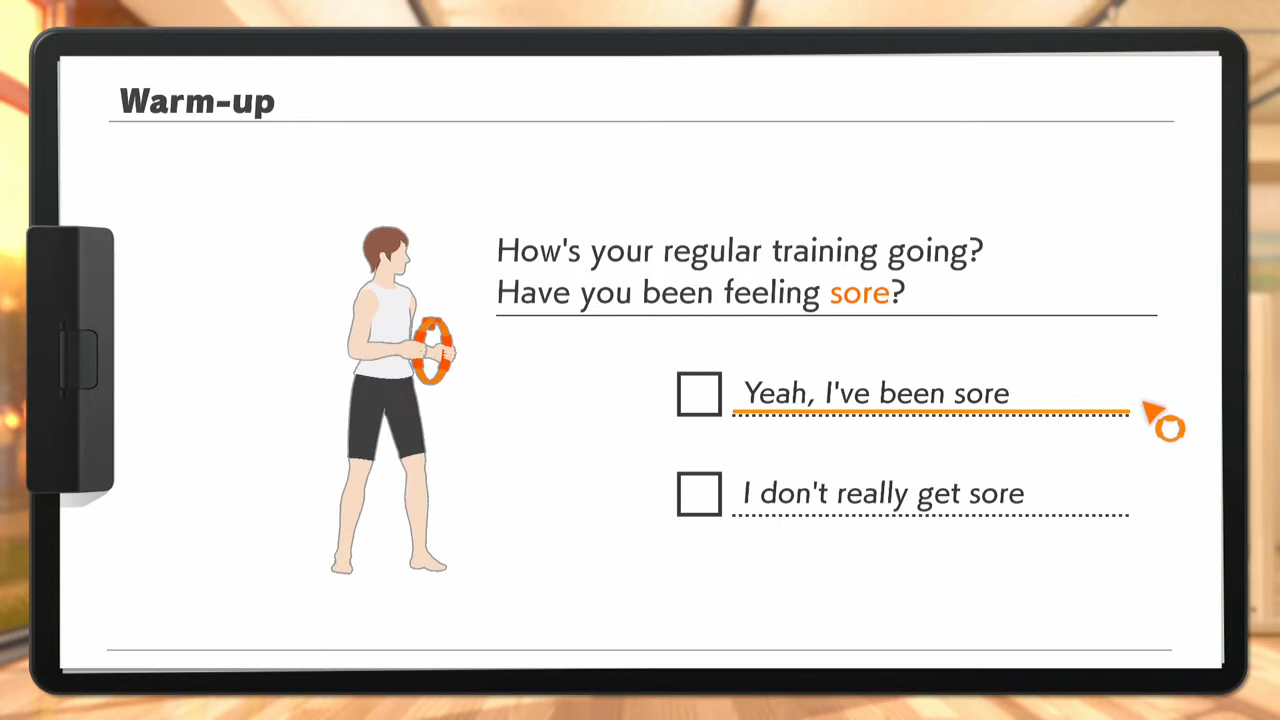 Warm-up
How's your regular training going?
Have you been feeling sore?
Yeah, I've been sore
I don't really get sore